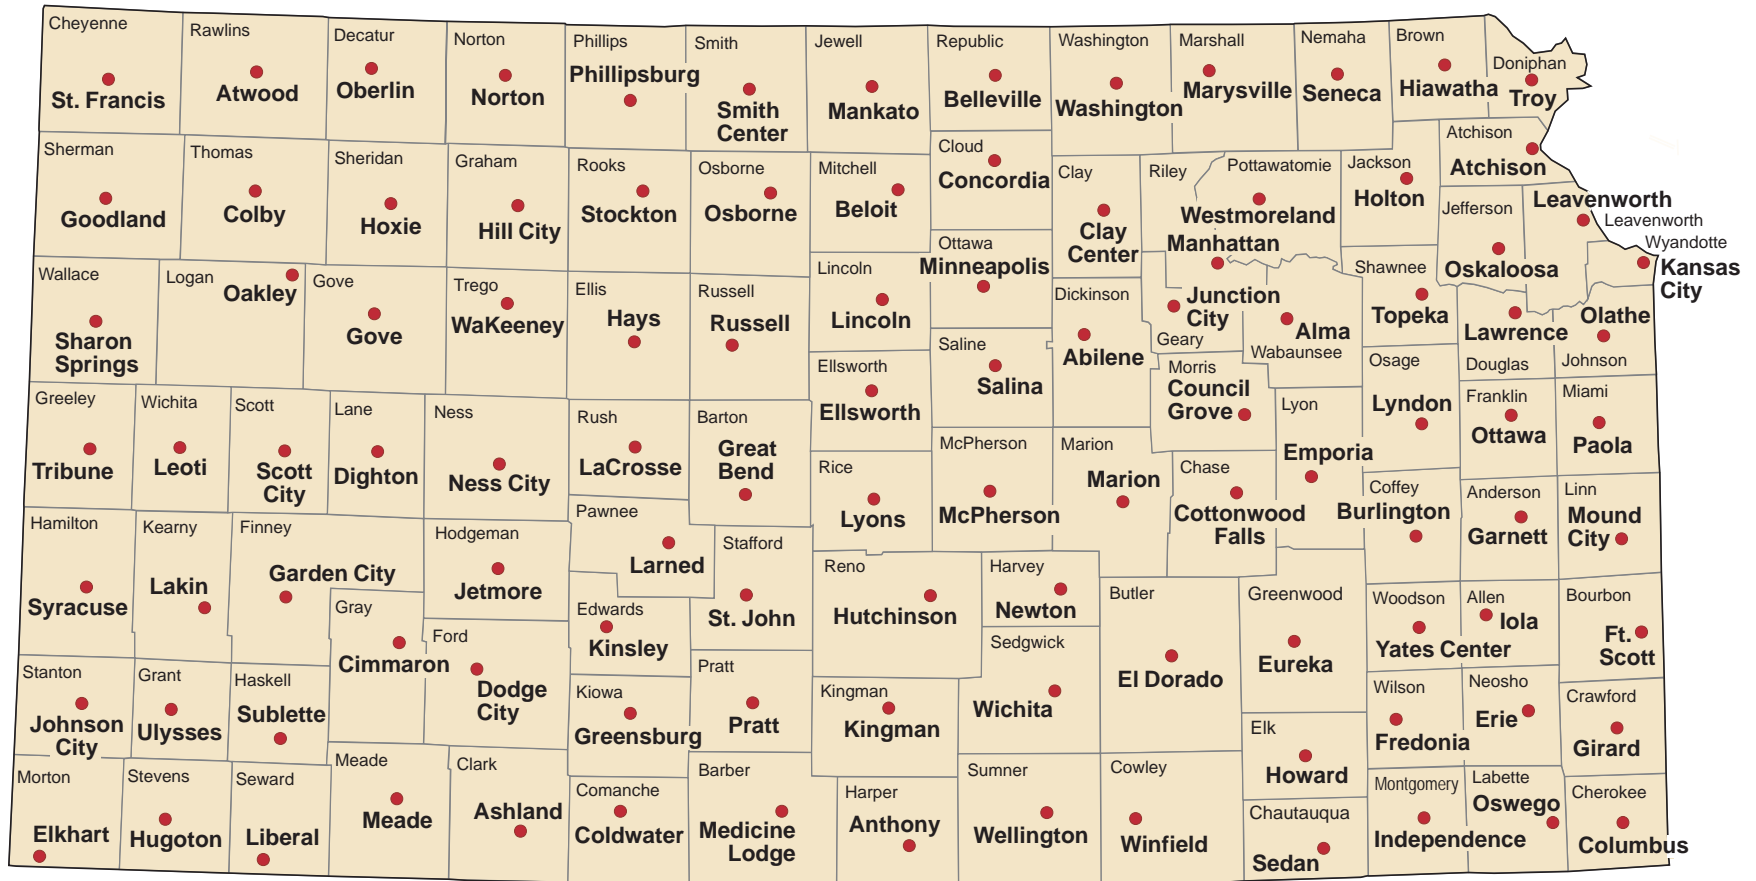 Cheyenne
St. Francis
Rawlins
Atwood
Decatur
Oberlin
Norton
Norton
Phillips
Phillipsburg
Smith
Smith
Center
Jewell
Mankato
Republic
Belleville
Washington
Washington
Marshall
Marysville
Nemaha
Seneca
Brown
Hiawatha
Doniphan
Troy
Sherman
Goodland
Thomas
Colby
Sheridan
Hoxie
Graham
Hill City
Rooks
Stockton
Osborne
Osborne
Mitchell
Beloit
Cloud
Concordia
Clay
Clay
Center
Riley
Manhattan
Pottawatomie
Westmoreland
Jackson
Holton
Atchison
Atchison
Jefferson
Oskaloosa
Leavenworth
Leavenworth
Wyandotte
Kansas
City
Wallace
Sharon
Springs
Logan
Oakley
Gove
Gove
Trego
WaKeeney
Ellis
Hays
Russell
Russell
Lincoln
Lincoln
Ottawa
Minneapolis
Saline
Salina
Dickinson
Abilene
Junction
City
Geary
Alma
Wabaunsee
Shawnee
Topeka
Lawrence
Douglas
Olathe
Johnson
Ellsworth
Ellsworth
Morris
Council
Grove
Osage
Lyndon
Franklin
Ottawa
Miami
Paola
Greeley
Tribune
Wichita
Leoti
Scott
Scott
City
Lane
Dighton
Ness
Ness City
Rush
LaCrosse
Barton
Great
Bend
Rice
Lyons
McPherson
McPherson
Marion
Marion
Chase
Cottonwood
Falls
Lyon
Emporia
Coffey
Burlington
Anderson
Garnett
Linn
Mound
City
Hamilton
Syracuse
Kearny
Lakin
Finney
Garden City
Hodgeman
Jetmore
Pawnee
Larned
Stafford
St. John
Edwards
Kinsley
Gray
Cimmaron
Ford
Dodge
City
Reno
Hutchinson
Harvey
Newton
Sedgwick
Wichita
Butler
El Dorado
Greenwood
Eureka
Woodson
Yates Center
Allen
Iola
Bourbon
Ft.
Scott
Stanton
Johnson
City
Grant
Ulysses
Haskell
Sublette
Kiowa
Greensburg
Pratt
Pratt
Kingman
Kingman
Elk
Howard
Wilson
Fredonia
Neosho
Erie
Crawford
Girard
Morton
Elkhart
Stevens
Hugoton
Seward
Liberal
Meade
Meade
Clark
Ashland
Comanche
Coldwater
Barber
Medicine
Lodge
Harper
Anthony
Sumner
Wellington
Cowley
Winfield
Chautauqua
Sedan
Montgomery
Independence
Labette
Oswego
Cherokee
Columbus